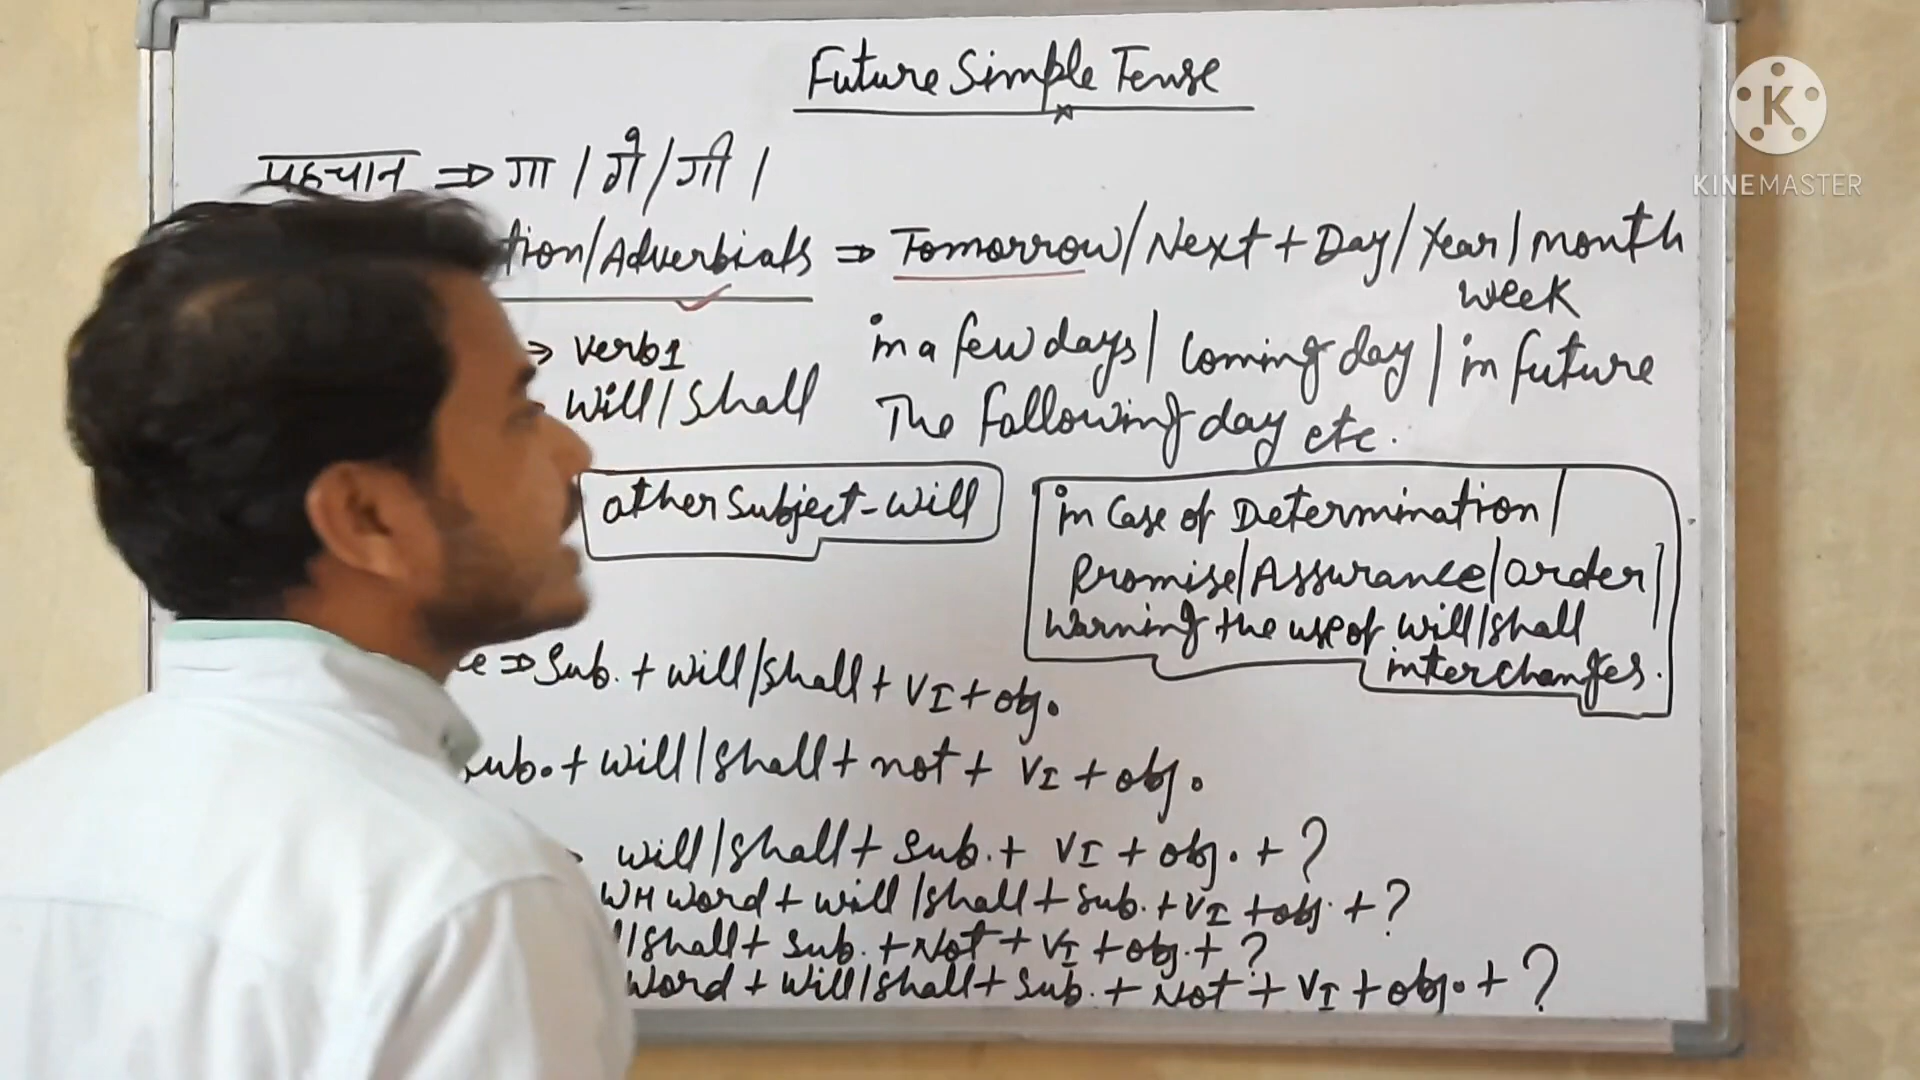 Future Simple Tense
पहचान ⇒ गा / गे / गी /
tion/Adverbials ⇒ Tomorrow/Next + Day/Year/month
week
→ verb1
in a few days/ Coming day / in future
Will/Shall
The following day etc.
other Subject - Will
in Case of Determination/
Promise/Assurance/order/
Warning the use of will/shall
interchanges.
ce ⇒ Sub. + will/shall + VI + obj.
Sub. + will/shall + not + VI + obj.
will/shall + Sub. + VI + obj. + ?
WH word + will/shall + Sub. + VI + obj. + ?
/shall + Sub. + Not + VI + obj. + ?
Word + Will/shall + Sub. + Not + VI + obj. + ?
K
KINEMASTER